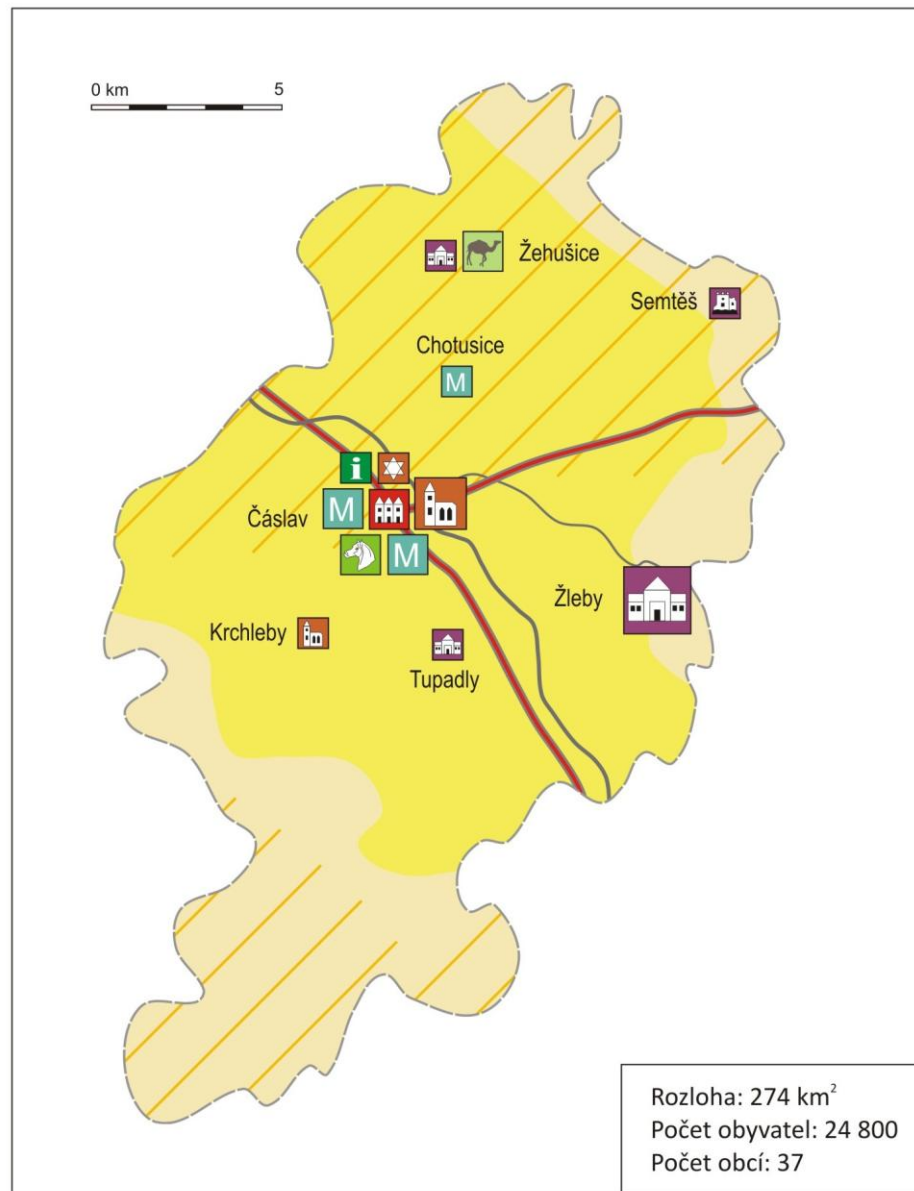 0 km 5
Žehušice
Semtěš
Chotusice
M
i
Čáslav
M
M
Žleby
Krchleby
Tupadly
Rozloha: 274 km²
Počet obyvatel: 24 800
Počet obcí: 37